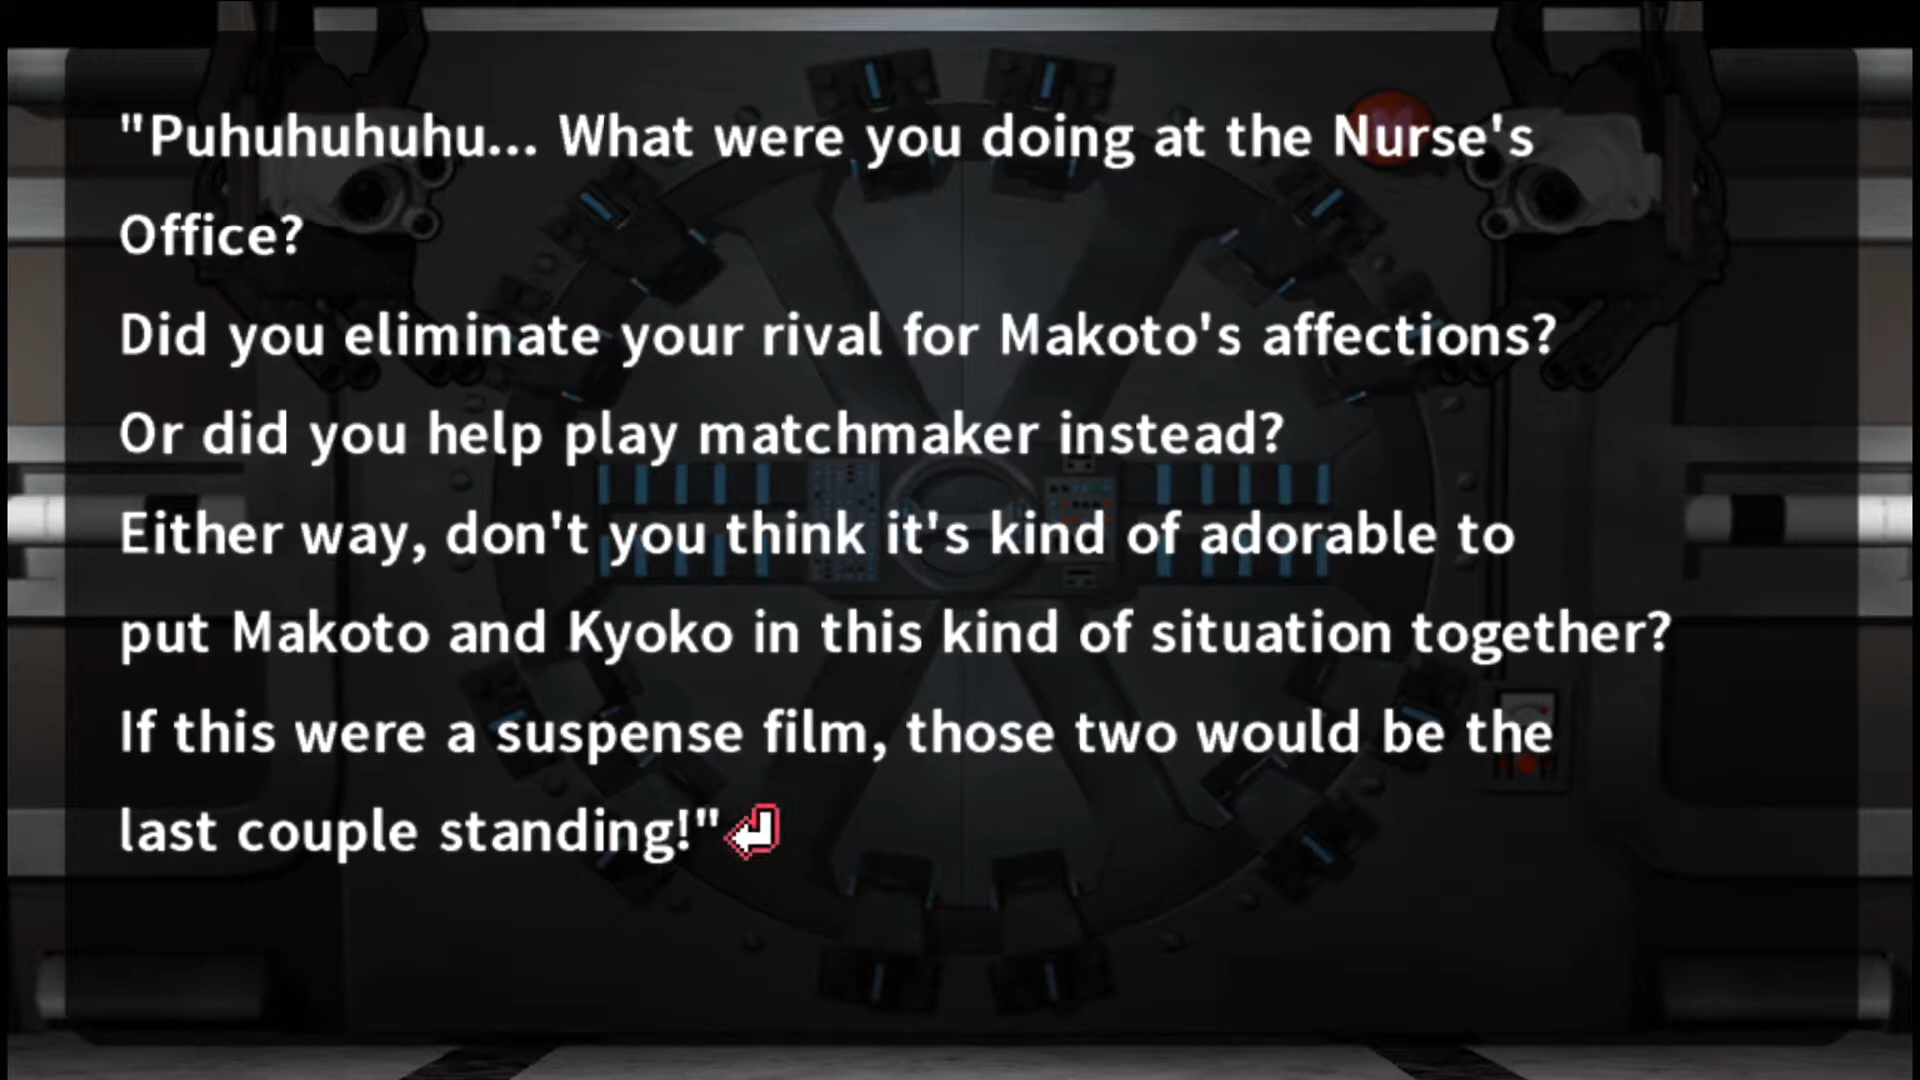 "Puhuhuhuhu... What were you doing at the Nurse's
Office?
Did you eliminate your rival for Makoto's affections?
Or did you help play matchmaker instead?
Either way, don't you think it's kind of adorable to
put Makoto and Kyoko in this kind of situation together?
If this were a suspense film, those two would be the
last couple standing!"